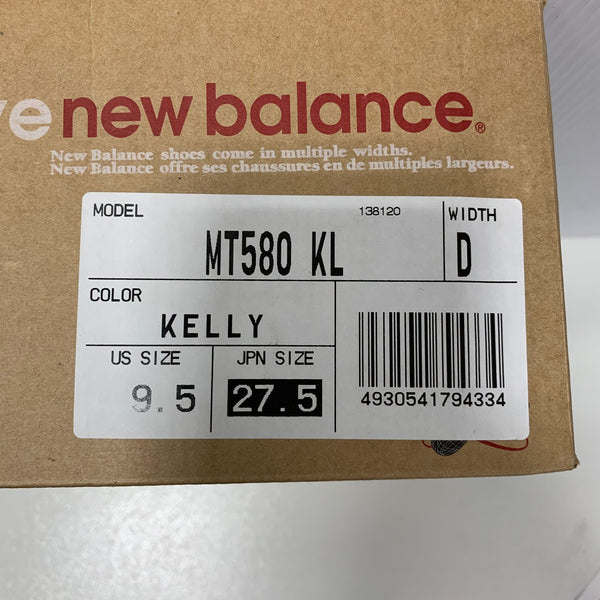 new balance®
New Balance shoes come in multiple widths.
New Balance offre ses chaussures en de multiples largeurs.
MODEL 138120 WIDTH
MT580 KL D
COLOR
KELLY
US SIZE JPN SIZE
9.5 27.5
4930541794334